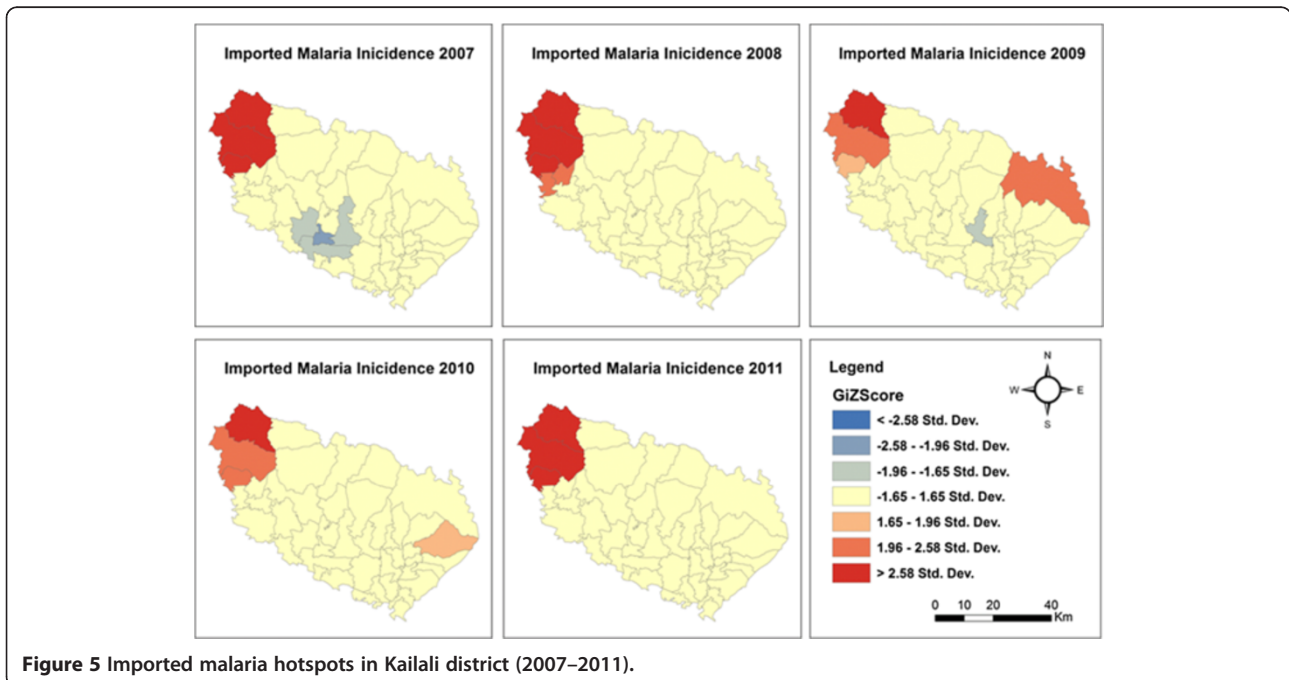 Imported Malaria Inicidence 2007
Imported Malaria Inicidence 2008
Imported Malaria Inicidence 2009
Imported Malaria Inicidence 2010
Imported Malaria Inicidence 2011
Legend
GiZScore
< -2.58 Std. Dev.
-2.58 - -1.96 Std. Dev.
-1.96 - -1.65 Std. Dev.
-1.65 - 1.65 Std. Dev.
1.65 - 1.96 Std. Dev.
1.96 - 2.58 Std. Dev.
> 2.58 Std. Dev.
N
W E
S
0 10 20 40
Km
Figure 5 Imported malaria hotspots in Kailali district (2007–2011).